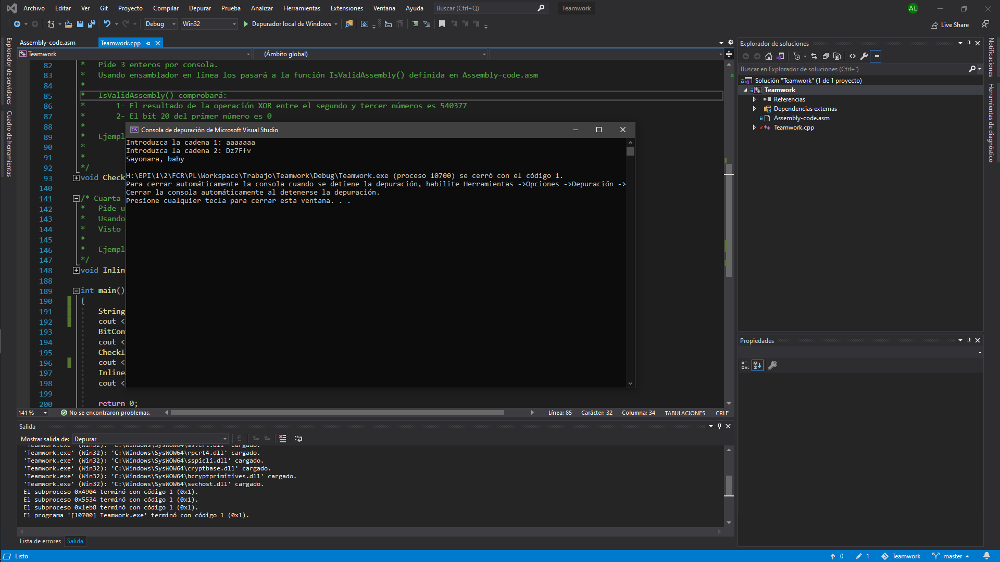 Archivo Editar Ver Git Proyecto Compilar Depurar Prueba Analizar Herramientas Extensiones Ventana Ayuda Buscar (Ctrl+Q) Teamwork AL
Debug Win32 Depurador local de Windows Live Share
Explorador de servidores
Cuadro de herramientas
Assembly-code.asm Teamwork.cpp
Teamwork (Ámbito global)
82 * Pide 3 enteros por consola.
83 * Usando ensamblador en línea los pasará a la función IsValidAssembly() definida en Assembly-code.asm
84 *
85 * IsValidAssembly() comprobará:
86 * 1- El resultado de la operación XOR entre el segundo y tercer números es 540377
87 * 2- El bit 20 del primer número es 0
88 *
89 * Ejempl
90 *
91 *
92 */
93 void Check
140
141 /* Cuarta
142 * Pide u
143 * Usando
144 * Visto
145 *
146 * Ejempl
147 */
148 void Inlin
188
189 int main()
190 {
191 String
192 cout <
193 BitCon
194 cout <
195 CheckI
196 cout <
197 Inline
198 cout <
199
200 return 0;
Consola de depuración de Microsoft Visual Studio
Introduzca la cadena 1: aaaaaaa
Introduzca la cadena 2: Dz7Ffv
Sayonara, baby
H:\EPI\1\2\FCR\PL\Workspace\Trabajo\Teamwork\Debug\Teamwork.exe (proceso 10700) se cerró con el código 1.
Para cerrar automáticamente la consola cuando se detiene la depuración, habilite Herramientas ->Opciones ->Depuración ->
Cerrar la consola automáticamente al detenerse la depuración.
Presione cualquier tecla para cerrar esta ventana. . .
141 % No se encontraron problemas. Línea: 85 Carácter: 32 Columna: 34 TABULACIONES CRLF
Salida
Mostrar salida de: Depurar
'Teamwork.exe' (Win32): 'C:\Windows\SysWOW64\msvcrt.dll' cargado.
'Teamwork.exe' (Win32): 'C:\Windows\SysWOW64\rpcrt4.dll' cargado.
'Teamwork.exe' (Win32): 'C:\Windows\SysWOW64\sspicli.dll' cargado.
'Teamwork.exe' (Win32): 'C:\Windows\SysWOW64\cryptbase.dll' cargado.
'Teamwork.exe' (Win32): 'C:\Windows\SysWOW64\bcryptprimitives.dll' cargado.
'Teamwork.exe' (Win32): 'C:\Windows\SysWOW64\sechost.dll' cargado.
El subproceso 0x4904 terminó con código 1 (0x1).
El subproceso 0x5534 terminó con código 1 (0x1).
El subproceso 0x1eb8 terminó con código 1 (0x1).
El programa '[10700] Teamwork.exe' terminó con código 1 (0x1).
Lista de errores Salida
Explorador de soluciones
Buscar en Explorador de soluciones (Ctrl+´)
Solución "Teamwork" (1 de 1 proyecto)
Teamwork
Referencias
Dependencias externas
Assembly-code.asm
Teamwork.cpp
Propiedades
Notificaciones
Herramientas de diagnóstico
Listo 0 1 Teamwork master